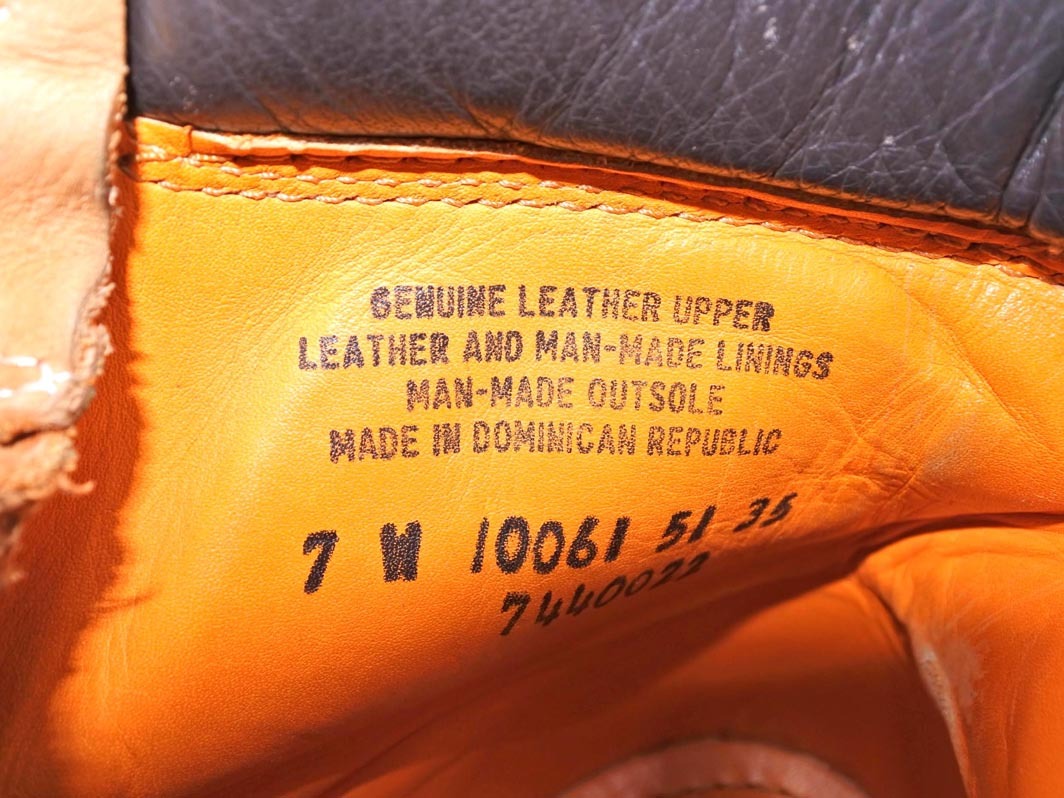 GENUINE LEATHER UPPER
LEATHER AND MAN-MADE LININGS
MAN-MADE OUTSOLE
MADE IN DOMINICAN REPUBLIC
7 W 10061 51 35
7440022